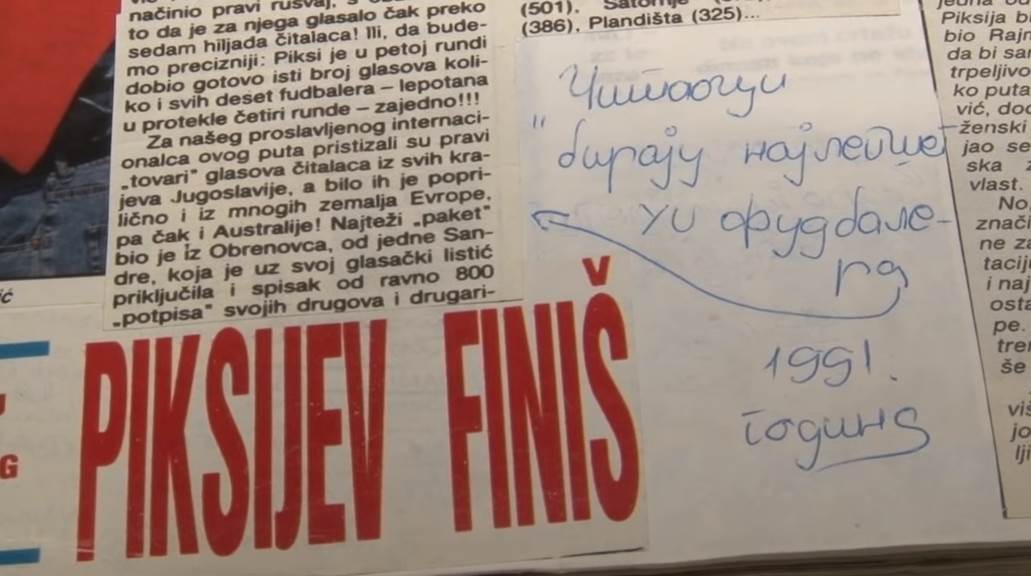 načinio pravi rusvaj,
to da je za njega glasalo čak preko
sedam hiljada čitalaca! Ili, da bude-
mo precizniji: Piksi je u petoj rundi
dobio gotovo isti broj glasova koli-
ko i svih deset fudbalera – lepotana
u protekle četiri runde – zajedno!!!
Za našeg proslavljenog internaci-
onalca ovog puta pristizali su pravi
„tovari" glasova čitalaca iz svih kra-
jeva Jugoslavije, a bilo ih je popri-
lično i iz mnogih zemalja Evrope,
pa čak i Australije! Najteži „paket"
bio je iz Obrenovca, od jedne San-
dre, koja je uz svoj glasački listić
priključila i spisak od ravno 800
„potpisa" svojih drugova i drugari-
ić
G
PIKSIJEV FINIŠ
(501),
(386), Plandišta (325)...
Читаоци
бирају најлепше
фудбале-
ра
1991.
година
Piksija b
bio Rajn
da bi sa
trpeljivo
ko puta
vić, do
ženski
jao se
ska
vlast.
No,
znači
ne za
tacij
i naj
osta
pe.
tre
še
viš
jo
lji